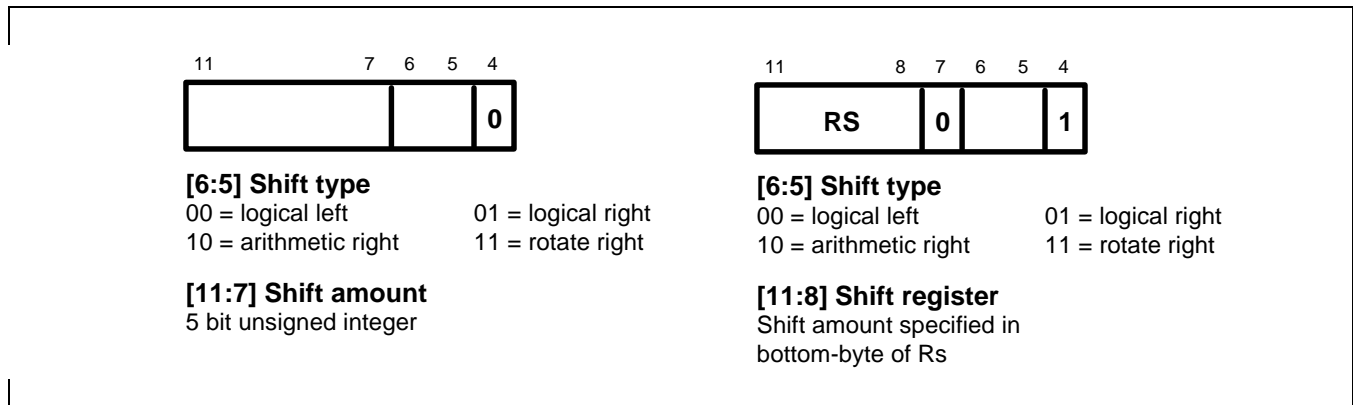 11 7 6 5 4
0
[6:5] Shift type
00 = logical left 01 = logical right
10 = arithmetic right 11 = rotate right
[11:7] Shift amount
5 bit unsigned integer
11 8 7 6 5 4
RS 0 1
[6:5] Shift type
00 = logical left 01 = logical right
10 = arithmetic right 11 = rotate right
[11:8] Shift register
Shift amount specified in
bottom-byte of Rs